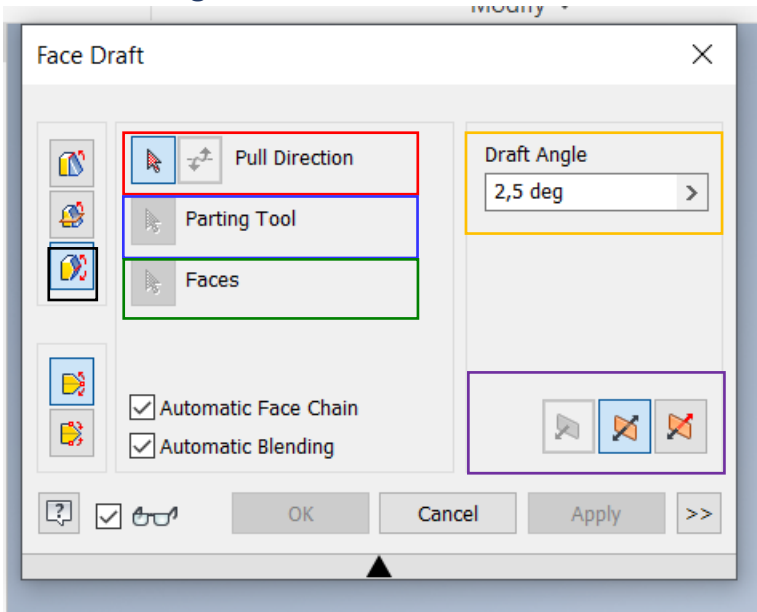 Face Draft
Pull Direction
Parting Tool
Faces
Draft Angle
2,5 deg
Automatic Face Chain
Automatic Blending
OK
Cancel
Apply
>>